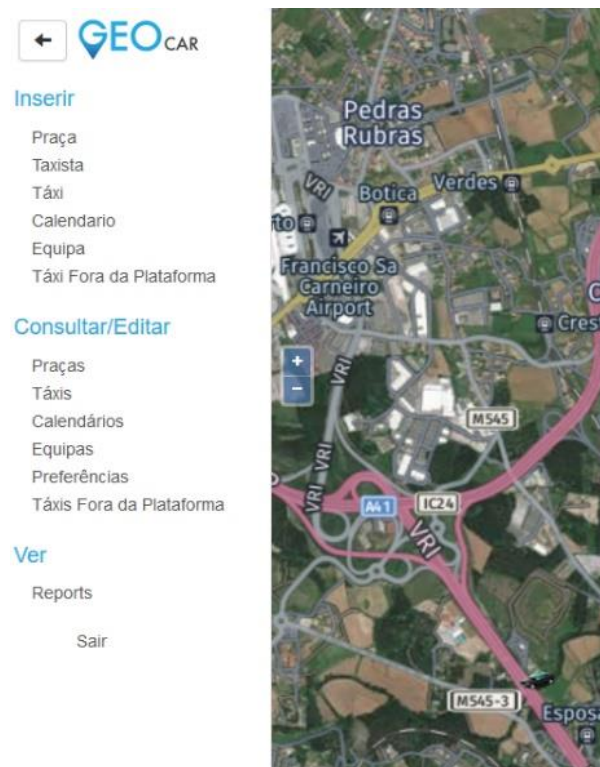 GEO CAR
Inserir
Praça
Taxista
Táxi
Calendario
Equipa
Táxi Fora da Plataforma
Consultar/Editar
Praças
Táxis
Calendários
Equipas
Preferências
Táxis Fora da Plataforma
Ver
Reports
Sair
Pedras
Rubras
VRI
Botica
Verdes
Francisco Sa
Carneiro
Airport
+
-
VRI
M545
VRI
VRI
A41
IC24
VRI
M545-3